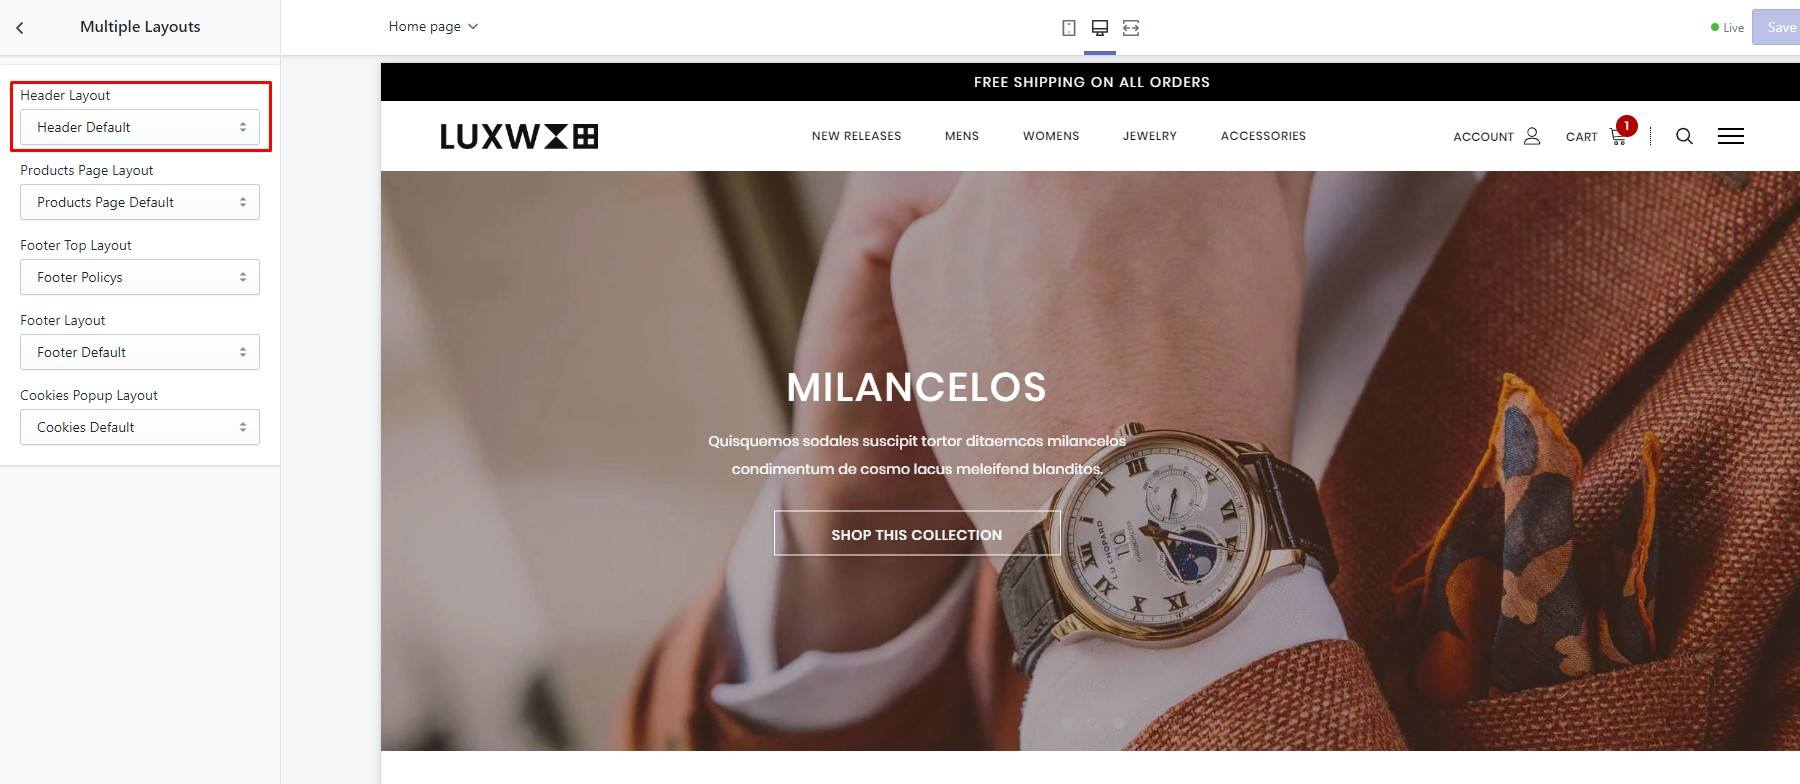 Multiple Layouts
Home page
Live
Save
Header Layout
Header Default
Products Page Layout
Products Page Default
Footer Top Layout
Footer Policys
Footer Layout
Footer Default
Cookies Popup Layout
Cookies Default
FREE SHIPPING ON ALL ORDERS
LUXW
NEW RELEASES MENS WOMENS JEWELRY ACCESSORIES
ACCOUNT CART 1
MILANCELOS
Quisquemos sodales suscipit tortor ditaemcos milancelos
condimentum de cosmo lacus meleifend blanditos.
SHOP THIS COLLECTION
10